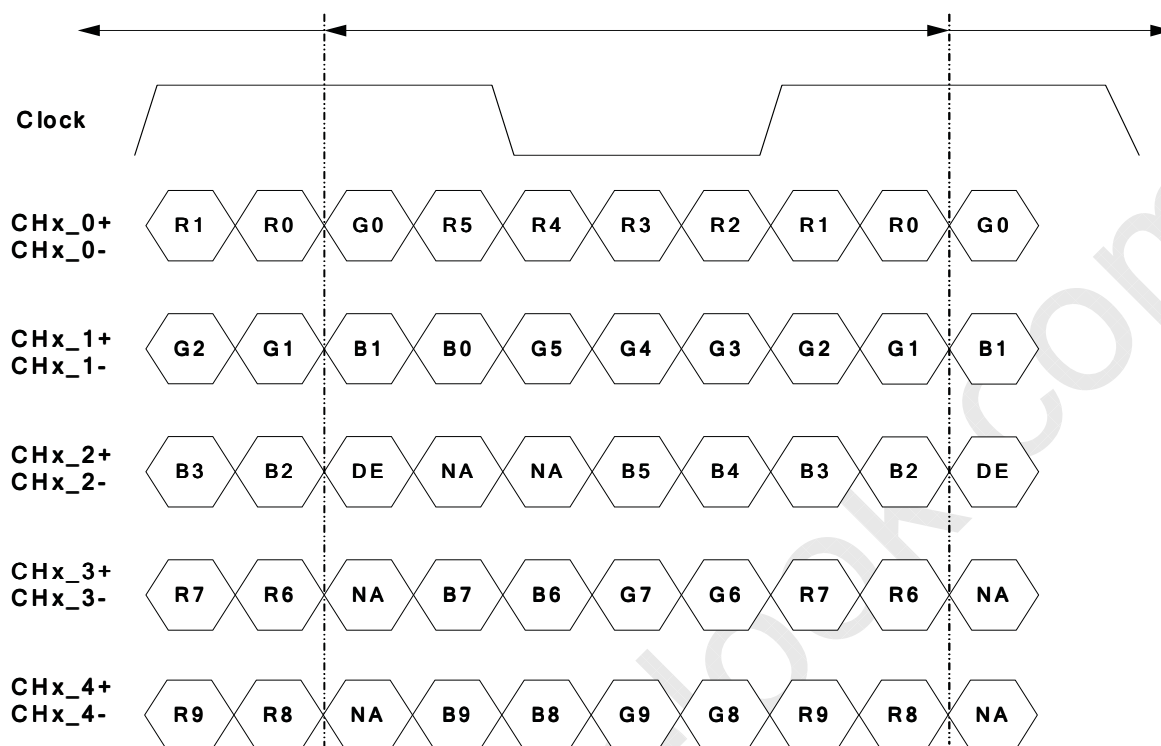 Clock
CHx_0+ R1 R0 G0 R5 R4 R3 R2 R1 R0 G0
CHx_0-
CHx_1+ G2 G1 B1 B0 G5 G4 G3 G2 G1 B1
CHx_1-
CHx_2+ B3 B2 DE NA NA B5 B4 B3 B2 DE
CHx_2-
CHx_3+ R7 R6 NA B7 B6 G7 G6 R7 R6 NA
CHx_3-
CHx_4+ R9 R8 NA B9 B8 G9 G8 R9 R8 NA
CHx_4-